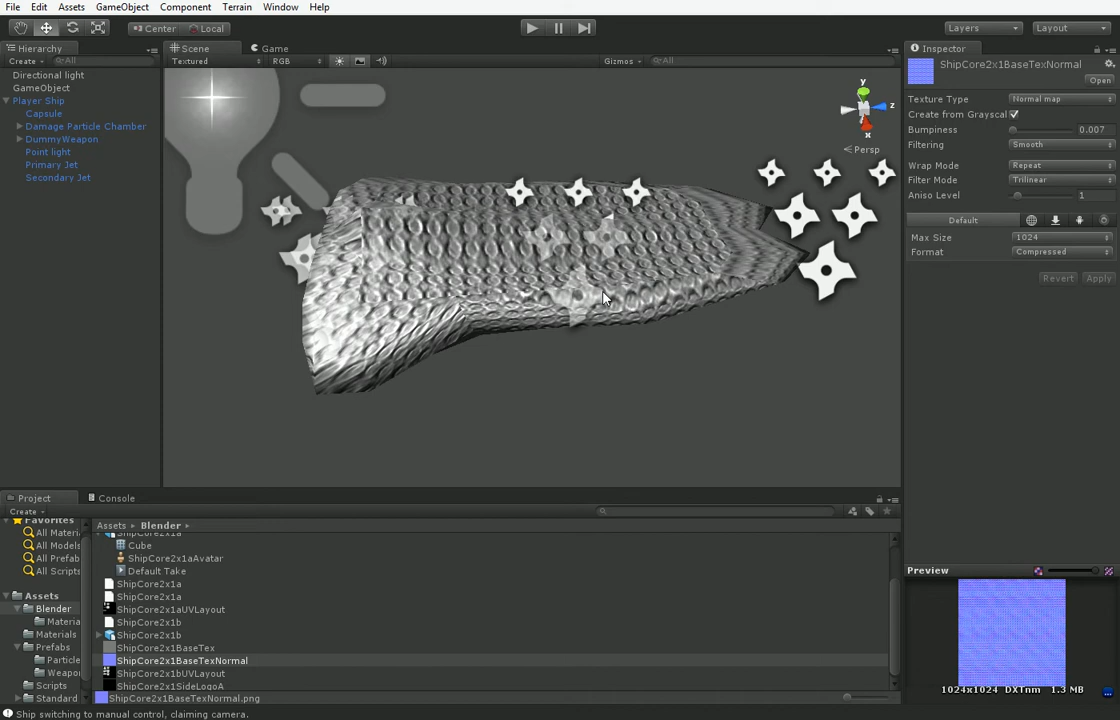 File Edit Assets GameObject Component Terrain Window Help
Center Local Layers Layout
Hierarchy
Create All
Directional light
GameObject
Player Ship
Capsule
Damage Particle Chamber
DummyWeapon
Point light
Primary Jet
Secondary Jet
Scene Game
Textured RGB Gizmos All
y
z
x
Persp
Inspector
ShipCore2x1BaseTexNormal
Open
Texture Type Normal map
Create from Grayscal
Bumpiness 0.007
Filtering Smooth
Wrap Mode Repeat
Filter Mode Trilinear
Aniso Level 1
Default
Max Size 1024
Format Compressed
Revert Apply
Project Console
Create
Favorites
All Materi
All Models
All Prefab
All Scripts
Assets
Blender
Materia
Materials
Prefabs
Particle
Weapor
Scripts
Standard
Assets Blender
ShipCore2x1a
Cube
ShipCore2x1aAvatar
Default Take
ShipCore2x1a
ShipCore2x1a
ShipCore2x1aUVLayout
ShipCore2x1b
ShipCore2x1b
ShipCore2x1BaseTex
ShipCore2x1BaseTexNormal
ShipCore2x1bUVLayout
ShipCore2x1SideLogoA
ShipCore2x1BaseTexNormal.png
Preview
1024x1024 DXTnm 1.3 MB
Ship switching to manual control, claiming camera.